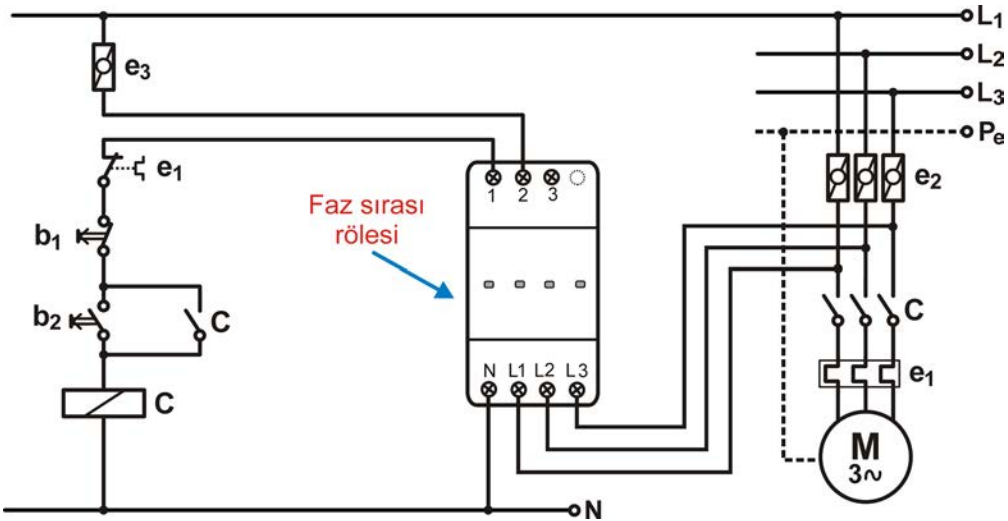 L1
L2
L3
Pe
e3
e1
b1
b2
C
C
Faz sırası
rölesi
1 2 3
N L1 L2 L3
e2
C
e1
M
3~
N